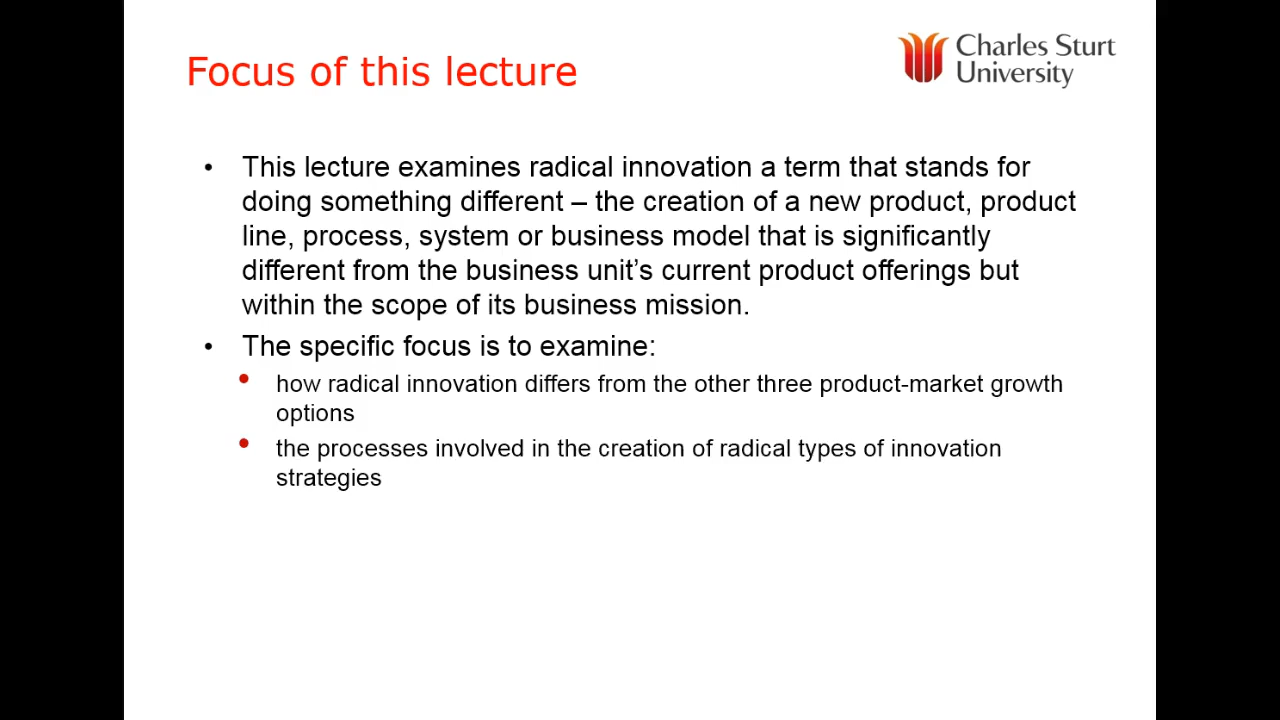 Focus of this lecture
Charles Sturt
University
• This lecture examines radical innovation a term that stands for
doing something different – the creation of a new product, product
line, process, system or business model that is significantly
different from the business unit’s current product offerings but
within the scope of its business mission.
• The specific focus is to examine:
• how radical innovation differs from the other three product-market growth
options
• the processes involved in the creation of radical types of innovation
strategies